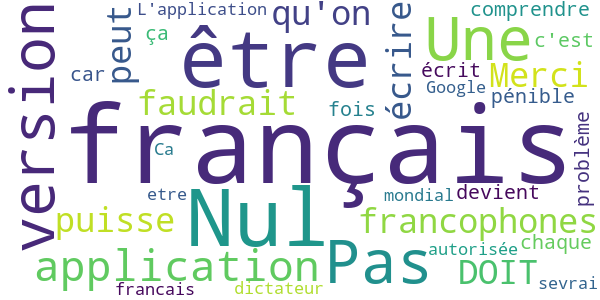 L'application
qu'on
comprendre
version
peut
ça
être
écrire
Une
c'est
car
écrit
Merci
faudrait
fois
Google
pénible
français
problème
Ca
etre
Nul
mondial
devient
puisse
francophones
application
Pas
autorisée
chaque
DOIT
francais
dictateur
sevrai